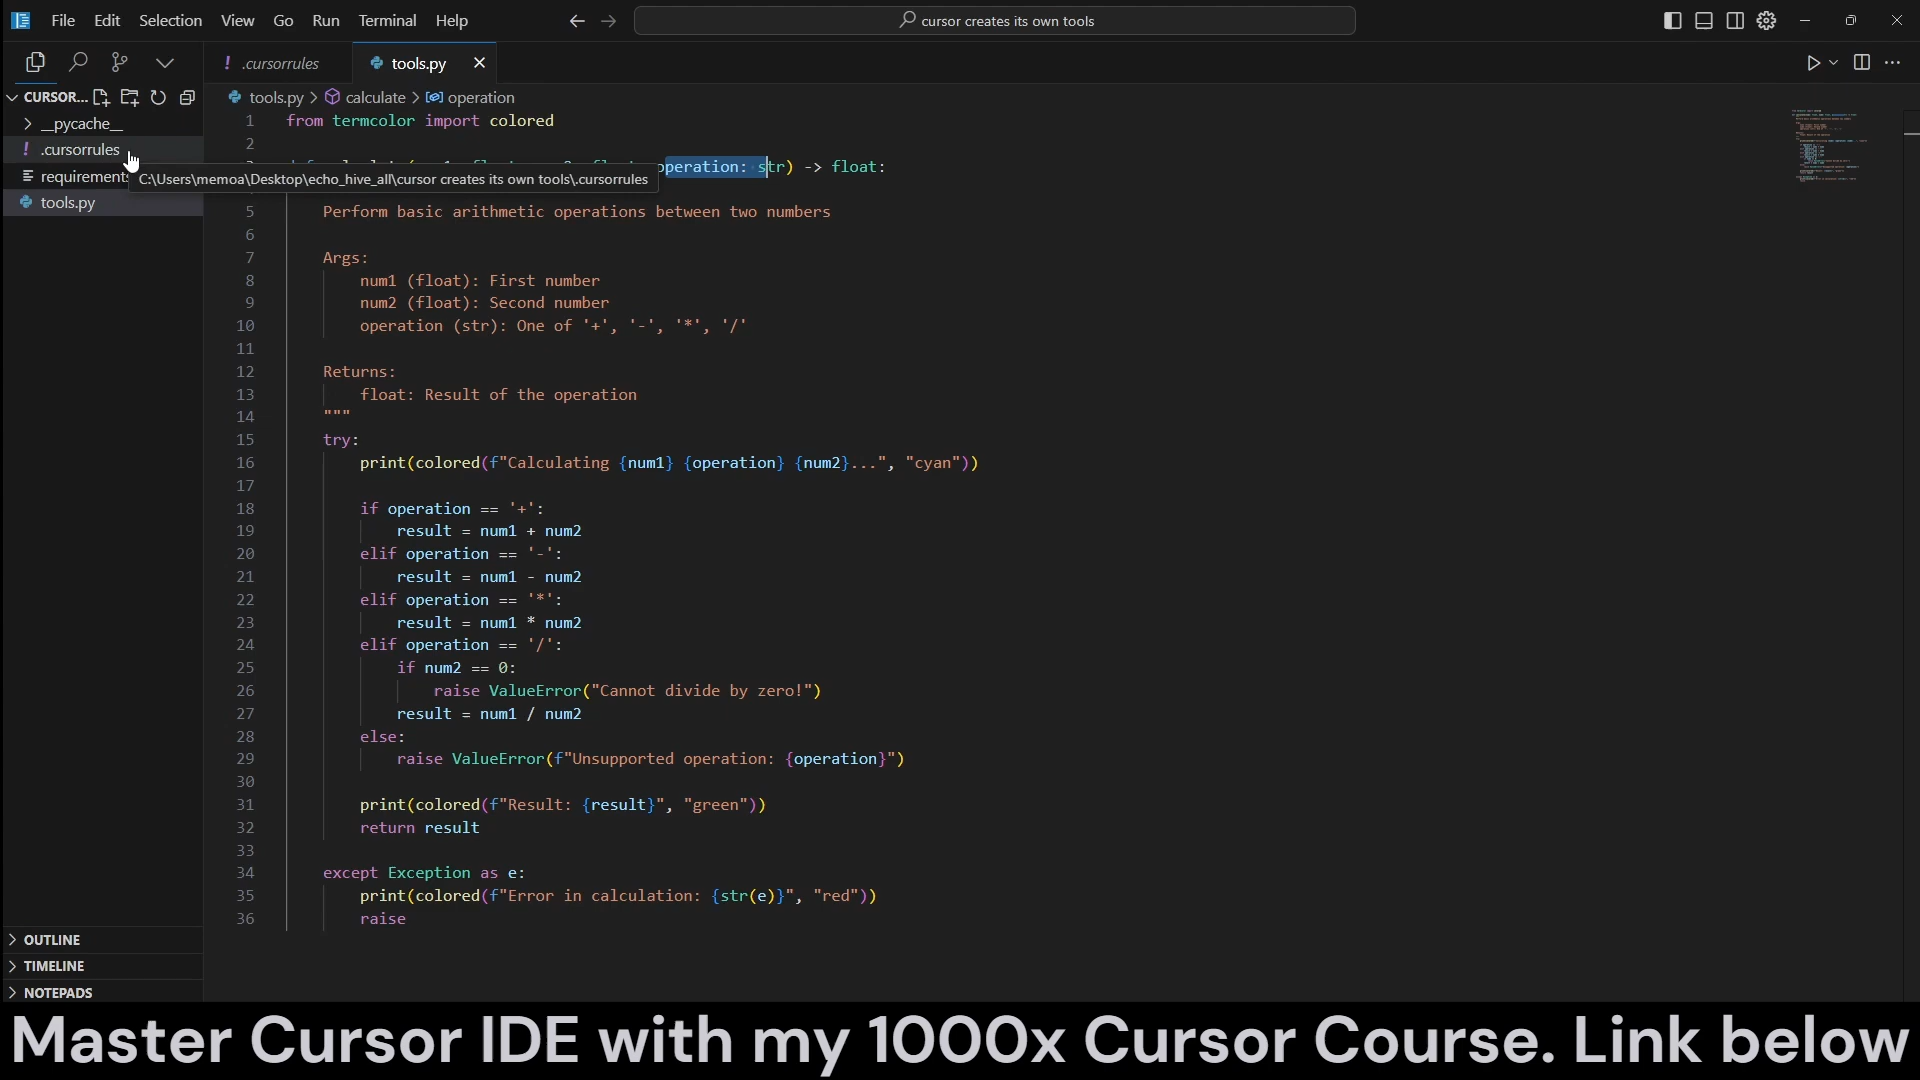 File Edit Selection View Go Run Terminal Help
cursor creates its own tools
! .cursorrules
tools.py
CURSOR...
__pycache__
! .cursorrules
requirements
tools.py
C:\Users\memoa\Desktop\echo_hive_all\cursor creates its own tools\.cursorrules
tools.py > calculate > operation
1 from termcolor import colored
2
operation: str) -> float:
5 Perform basic arithmetic operations between two numbers
6
7 Args:
8 num1 (float): First number
9 num2 (float): Second number
10 operation (str): One of '+', '-', '*', '/'
11
12 Returns:
13 float: Result of the operation
14 """
15 try:
16 print(colored(f"Calculating {num1} {operation} {num2}...", "cyan"))
17
18 if operation == '+':
19 result = num1 + num2
20 elif operation == '-':
21 result = num1 - num2
22 elif operation == '*':
23 result = num1 * num2
24 elif operation == '/':
25 if num2 == 0:
26 raise ValueError("Cannot divide by zero!")
27 result = num1 / num2
28 else:
29 raise ValueError(f"Unsupported operation: {operation}")
30
31 print(colored(f"Result: {result}", "green"))
32 return result
33
34 except Exception as e:
35 print(colored(f"Error in calculation: {str(e)}", "red"))
36 raise
OUTLINE
TIMELINE
NOTEPADS
Master Cursor IDE with my 1000x Cursor Course. Link below